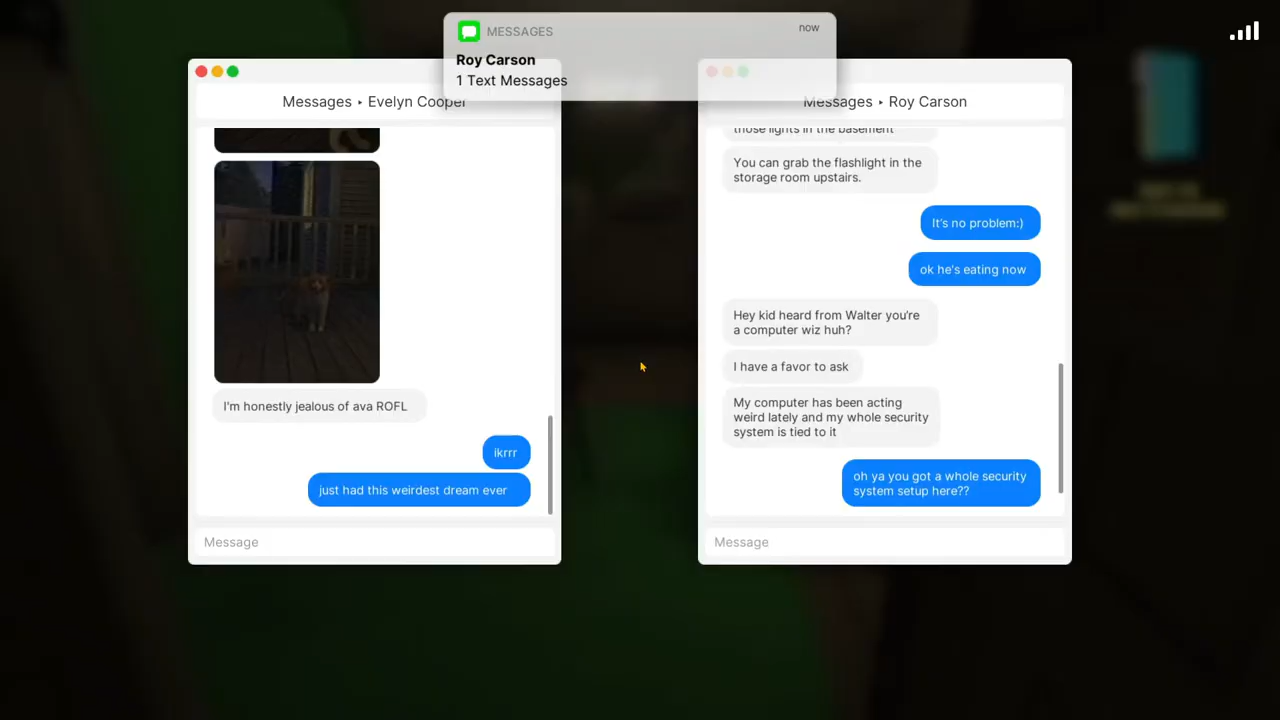 MESSAGES
now
Roy Carson
1 Text Messages
Messages ‣ Evelyn Cooper
I'm honestly jealous of ava ROFL
ikrrr
just had this weirdest dream ever
Message
Messages ‣ Roy Carson
those lights in the basement
You can grab the flashlight in the
storage room upstairs.
It's no problem:)
ok he's eating now
Hey kid heard from Walter you're
a computer wiz huh?
I have a favor to ask
My computer has been acting
weird lately and my whole security
system is tied to it
oh ya you got a whole security
system setup here??
Message